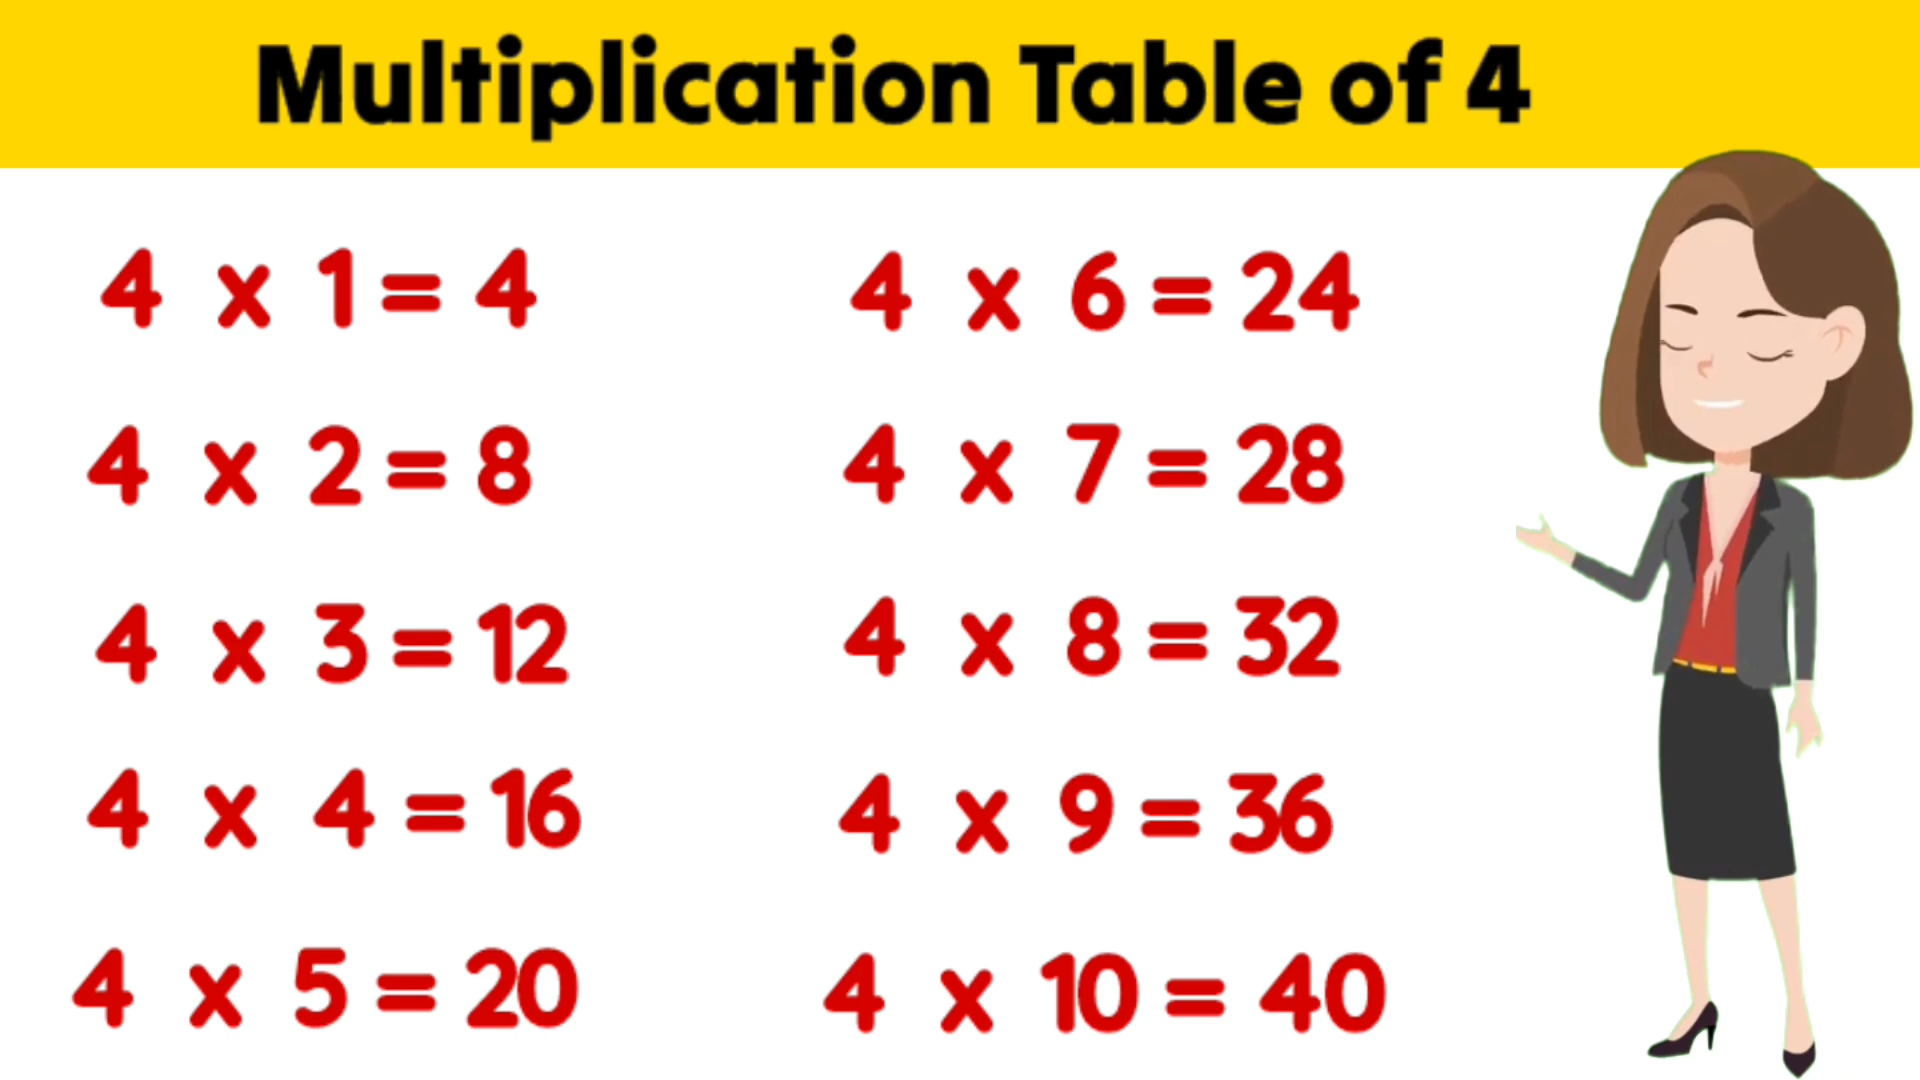 Multiplication Table of 4
4 x 1 = 4
4 x 2 = 8
4 x 3 = 12
4 x 4 = 16
4 x 5 = 20
4 x 6 = 24
4 x 7 = 28
4 x 8 = 32
4 x 9 = 36
4 x 10 = 40